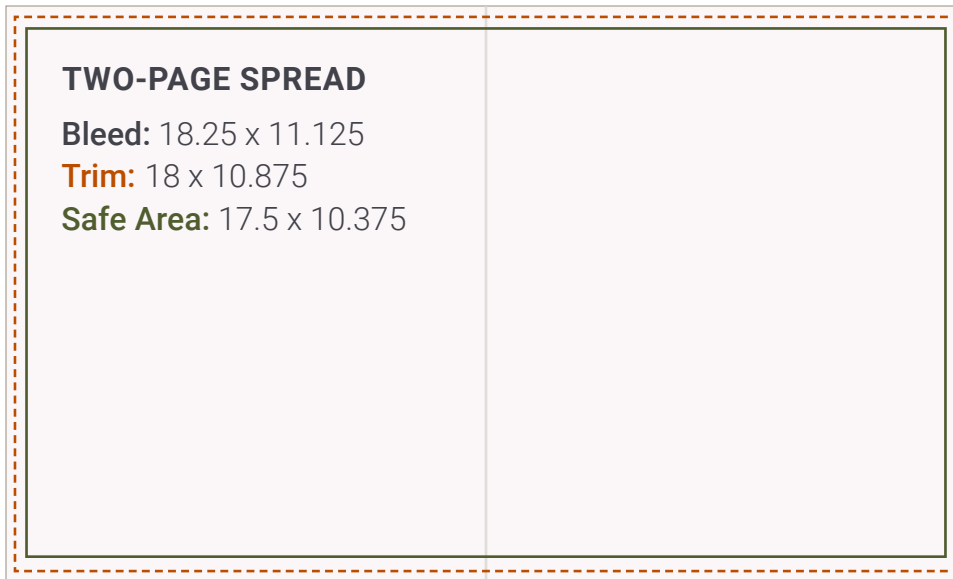 TWO-PAGE SPREAD
Bleed: 18.25 x 11.125
Trim: 18 x 10.875
Safe Area: 17.5 x 10.375